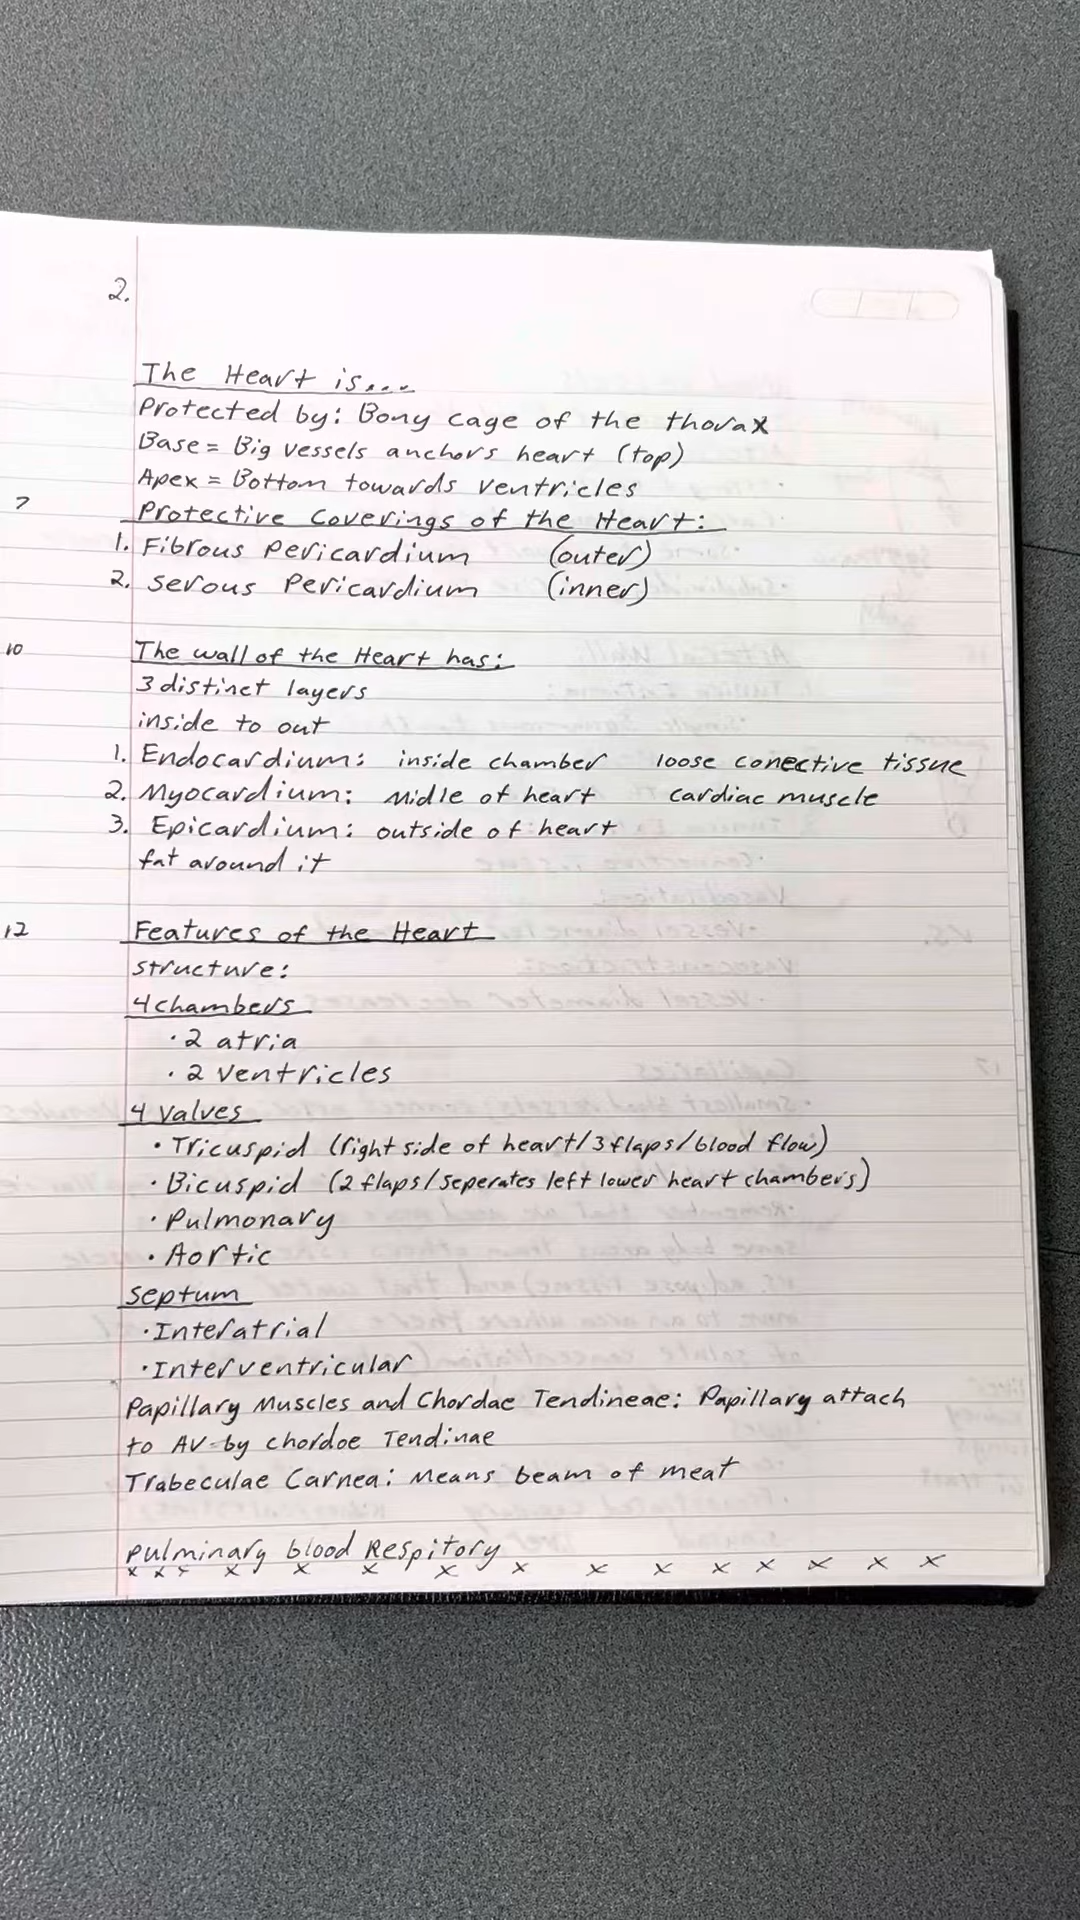 2.
The Heart is....
Protected by: Bony cage of the thorax
Base = Big vessels anchors heart (top)
Apex = Bottom towards ventricles
7 Protective Coverings of the Heart:
1. Fibrous Pericardium (outer)
2. Serous Pericardium (inner)
10 The wall of the Heart has:
3 distinct layers
inside to out
1. Endocardium: inside chamber loose conective tissue
2. Myocardium: Midle of heart cardiac muscle
3. Epicardium: outside of heart
fat around it
12 Features of the Heart
Structure:
4 chambers
· 2 atria
· 2 ventricles
4 Valves
· Tricuspid (right side of heart/3 flaps/blood flow)
· Bicuspid (2 flaps/seperates left lower heart chambers)
· Pulmonary
· Aortic
Septum
· Interatrial
· Interventricular
Papillary Muscles and Chordae Tendineae: Papillary attach
to AV by chordoe Tendinae
Trabeculae Carnea: Means beam of meat
Pulminary blood Respitory
x x x x x x x x x x x x x x x